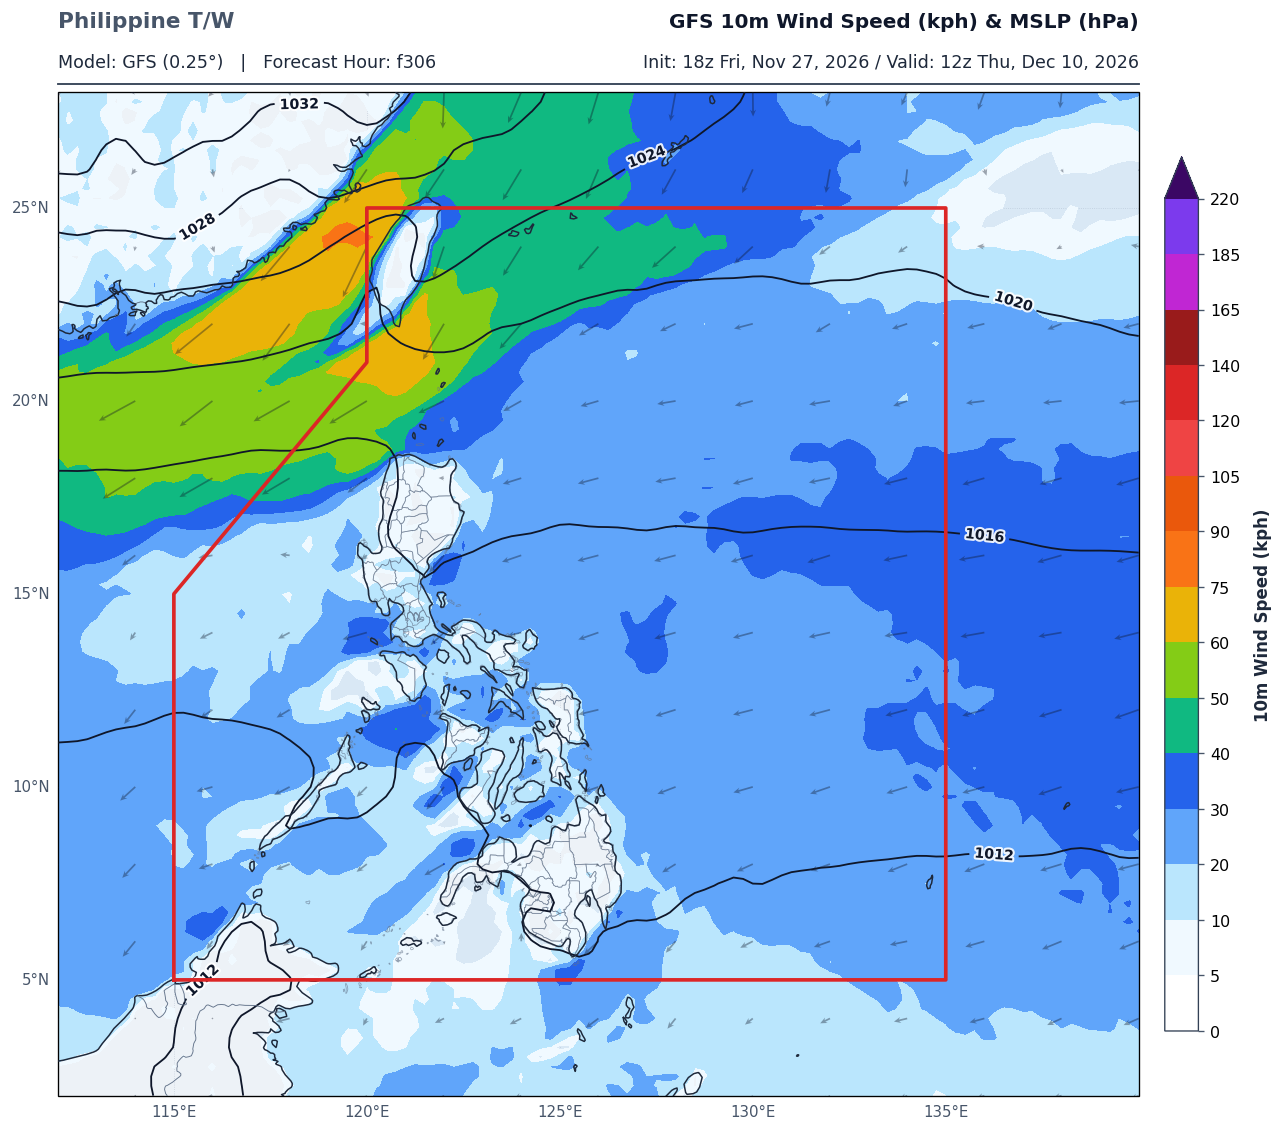 Philippine T/W
GFS 10m Wind Speed (kph) & MSLP (hPa)
Model: GFS (0.25°) | Forecast Hour: f306
Init: 18z Fri, Nov 27, 2026 / Valid: 12z Thu, Dec 10, 2026
1032
1024
1028
1020
1016
1012
1012
25°N
20°N
15°N
10°N
5°N
115°E
120°E
125°E
130°E
135°E
220
185
165
140
120
105
90
75
60
50
40
30
20
10
5
0
10m Wind Speed (kph)